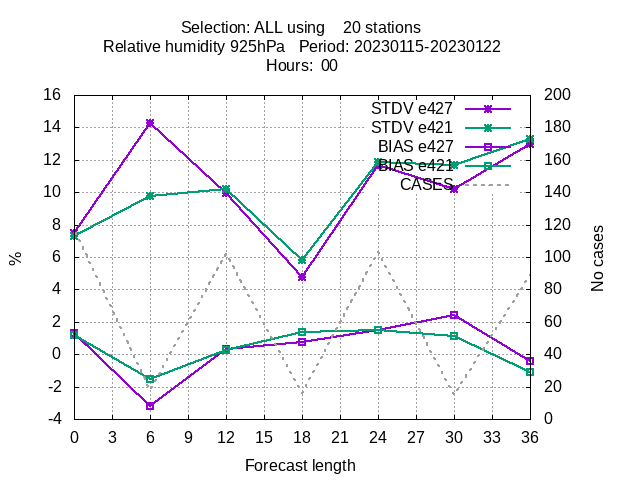 Selection: ALL using 20 stations
Relative humidity 925hPa Period: 20230115-20230122
Hours: 00
16 200
14 STDV e427 180
STDV e421
12 BIAS e427 160
BIAS e421
10 CASES 140
8 120
6 100
4 80
2 60
0 40
-2 20
-4 0
% No cases
0 3 6 9 12 15 18 21 24 27 30 33 36
Forecast length